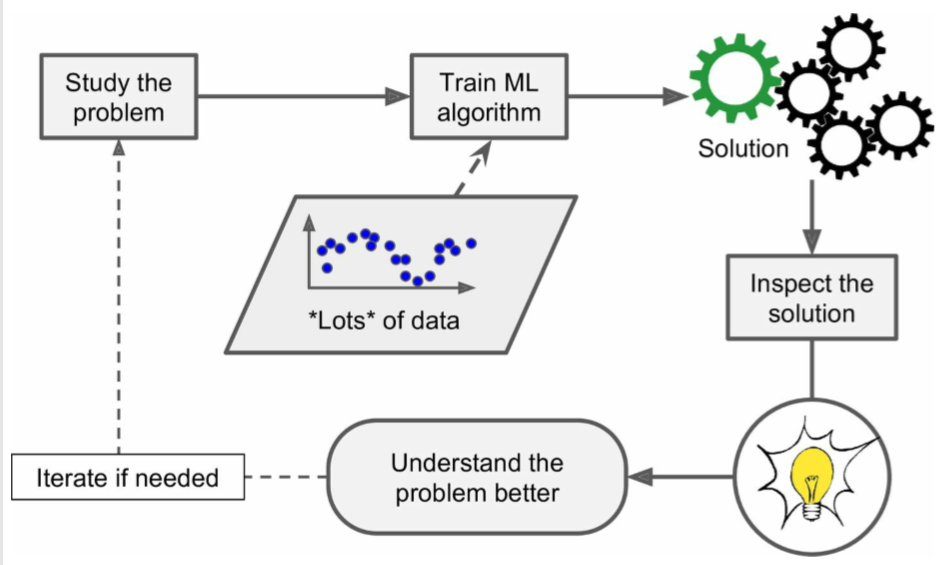 Study the
problem
Train ML
algorithm
Solution
*Lots* of data
Inspect the
solution
Understand the
problem better
Iterate if needed